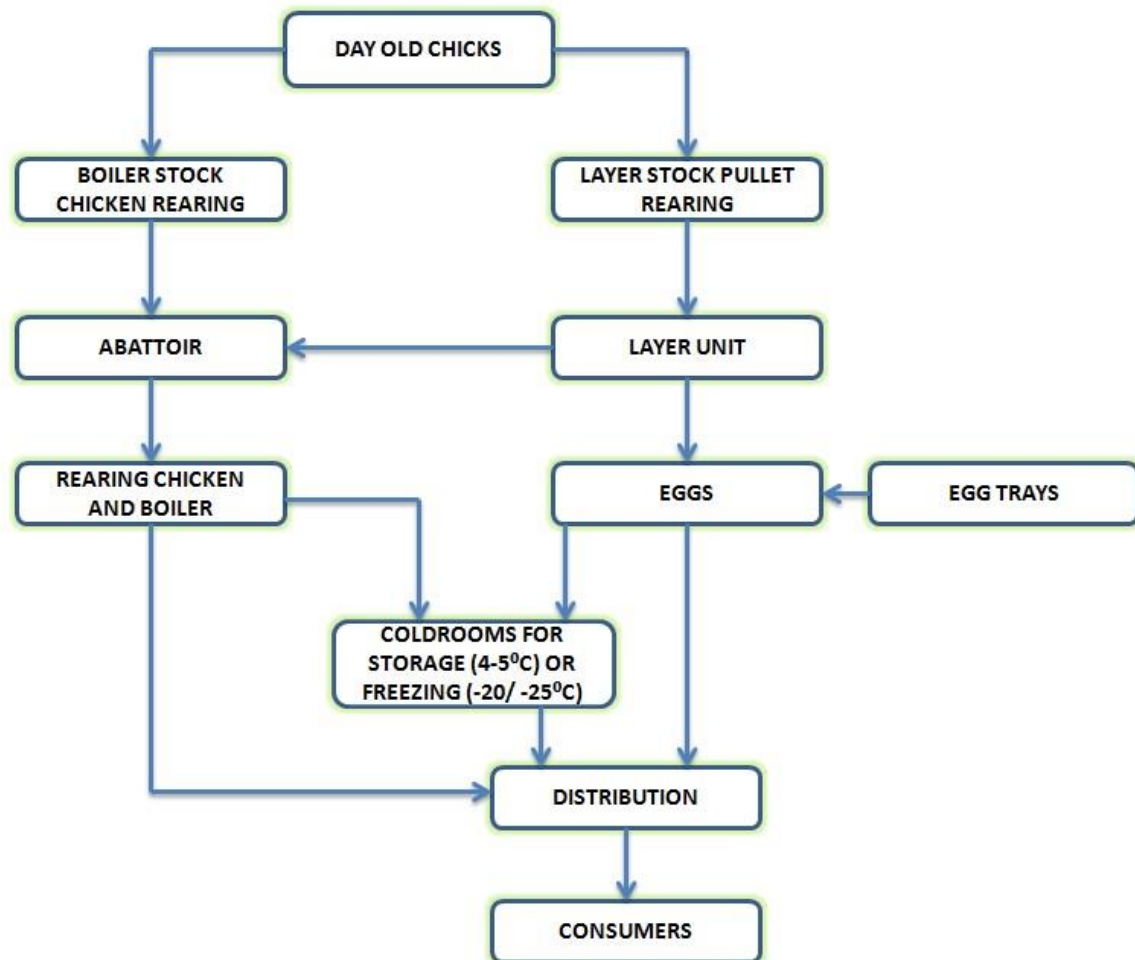 DAY OLD CHICKS
BOILER STOCK
CHICKEN REARING
LAYER STOCK PULLET
REARING
ABATTOIR
LAYER UNIT
REARING CHICKEN
AND BOILER
EGGS
EGG TRAYS
COLDROOMS FOR
STORAGE (4-5⁰C) OR
FREEZING (-20/ -25⁰C)
DISTRIBUTION
CONSUMERS